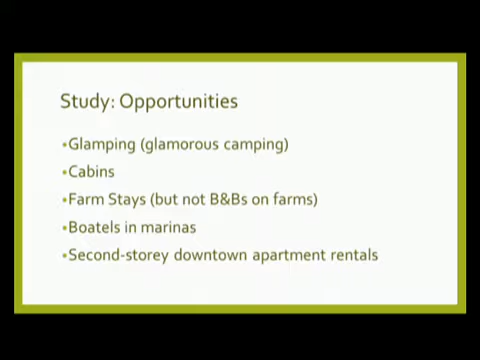 Study: Opportunities
•Glamping (glamorous camping)
•Cabins
•Farm Stays (but not B&Bs on farms)
•Boatels in marinas
•Second-storey downtown apartment rentals